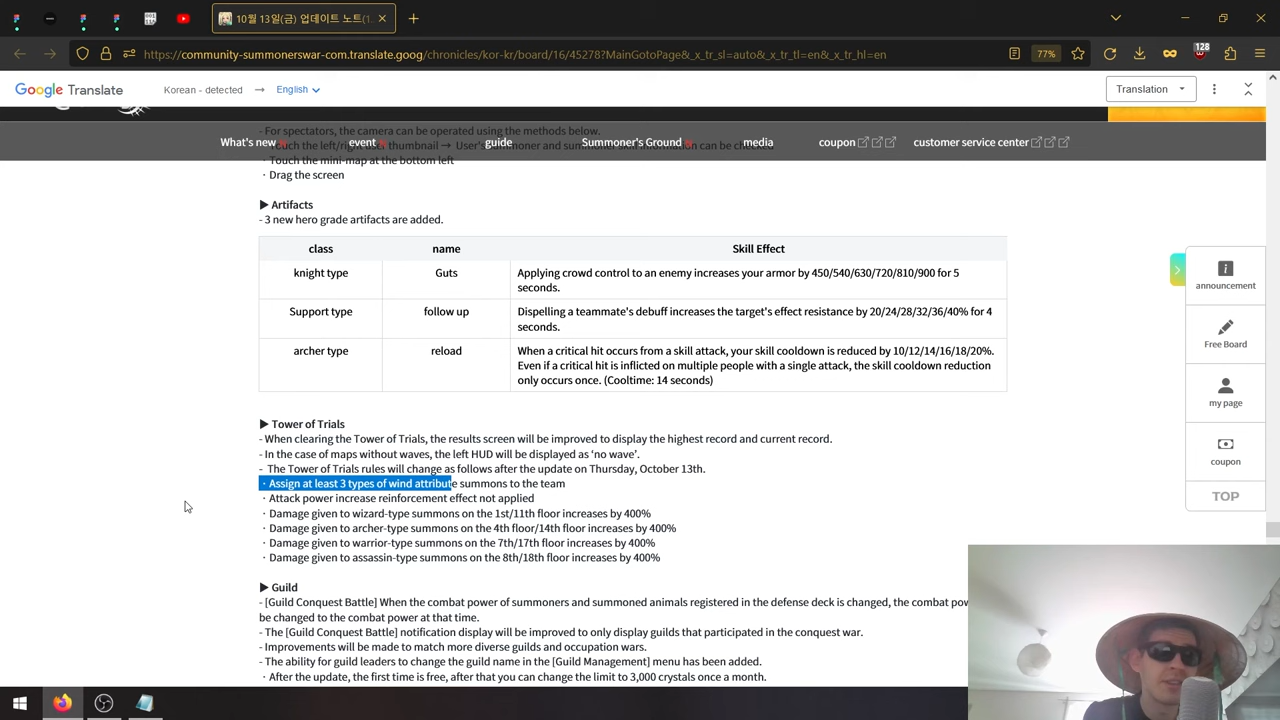 10월 13일(금) 업데이트 노트(1
https://community-summonerswar-com.translate.goog/chronicles/kor-kr/board/16/45278?MainGotoPage&_x_tr_sl=auto&_x_tr_tl=en&_x_tr_hl=en
77%
128
Google Translate
Korean - detected
→
English
Translation
- For spectators, the camera can be operated using the methods below.
What's new
event
guide
Summoner's Ground
media
coupon
customer service center
· Touch the mini-map at the bottom left
· Drag the screen
▶ Artifacts
- 3 new hero grade artifacts are added.
class name Skill Effect
knight type Guts Applying crowd control to an enemy increases your armor by 450/540/630/720/810/900 for 5
seconds.
Support type follow up Dispelling a teammate's debuff increases the target's effect resistance by 20/24/28/32/36/40% for 4
seconds.
archer type reload When a critical hit occurs from a skill attack, your skill cooldown is reduced by 10/12/14/16/18/20%.
Even if a critical hit is inflicted on multiple people with a single attack, the skill cooldown reduction
only occurs once. (Cooltime: 14 seconds)
▶ Tower of Trials
- When clearing the Tower of Trials, the results screen will be improved to display the highest record and current record.
- In the case of maps without waves, the left HUD will be displayed as ‘no wave’.
- The Tower of Trials rules will change as follows after the update on Thursday, October 13th.
· Assign at least 3 types of wind attribute summons to the team
· Attack power increase reinforcement effect not applied
· Damage given to wizard-type summons on the 1st/11th floor increases by 400%
· Damage given to archer-type summons on the 4th floor/14th floor increases by 400%
· Damage given to warrior-type summons on the 7th/17th floor increases by 400%
· Damage given to assassin-type summons on the 8th/18th floor increases by 400%
▶ Guild
- [Guild Conquest Battle] When the combat power of summoners and summoned animals registered in the defense deck is changed, the combat
be changed to the combat power at that time.
- The [Guild Conquest Battle] notification display will be improved to only display guilds that participated in the conquest war.
- Improvements will be made to match more diverse guilds and occupation wars.
- The ability for guild leaders to change the guild name in the [Guild Management] menu has been added.
· After the update, the first time is free, after that you can change the limit to 3,000 crystals once a month.
announcement
Free Board
my page
coupon
TOP